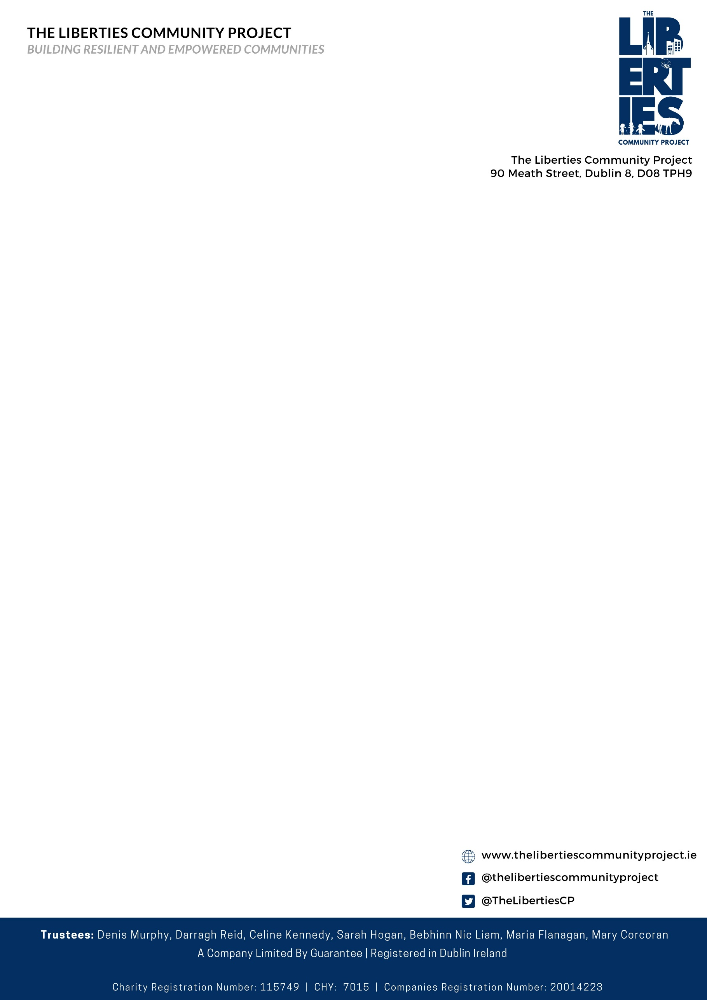 THE LIBERTIES COMMUNITY PROJECT
BUILDING RESILIENT AND EMPOWERED COMMUNITIES
THE
LIB
ERT
IES
COMMUNITY PROJECT
The Liberties Community Project
90 Meath Street, Dublin 8, D08 TPH9
www.thelibertiescommunityproject.ie
@thelibertiescommunityproject
@TheLibertiesCP
Trustees: Denis Murphy, Darragh Reid, Celine Kennedy, Sarah Hogan, Bebhinn Nic Liam, Maria Flanagan, Mary Corcoran
A Company Limited By Guarantee | Registered in Dublin Ireland
Charity Registration Number: 115749 | CHY: 7015 | Companies Registration Number: 20014223